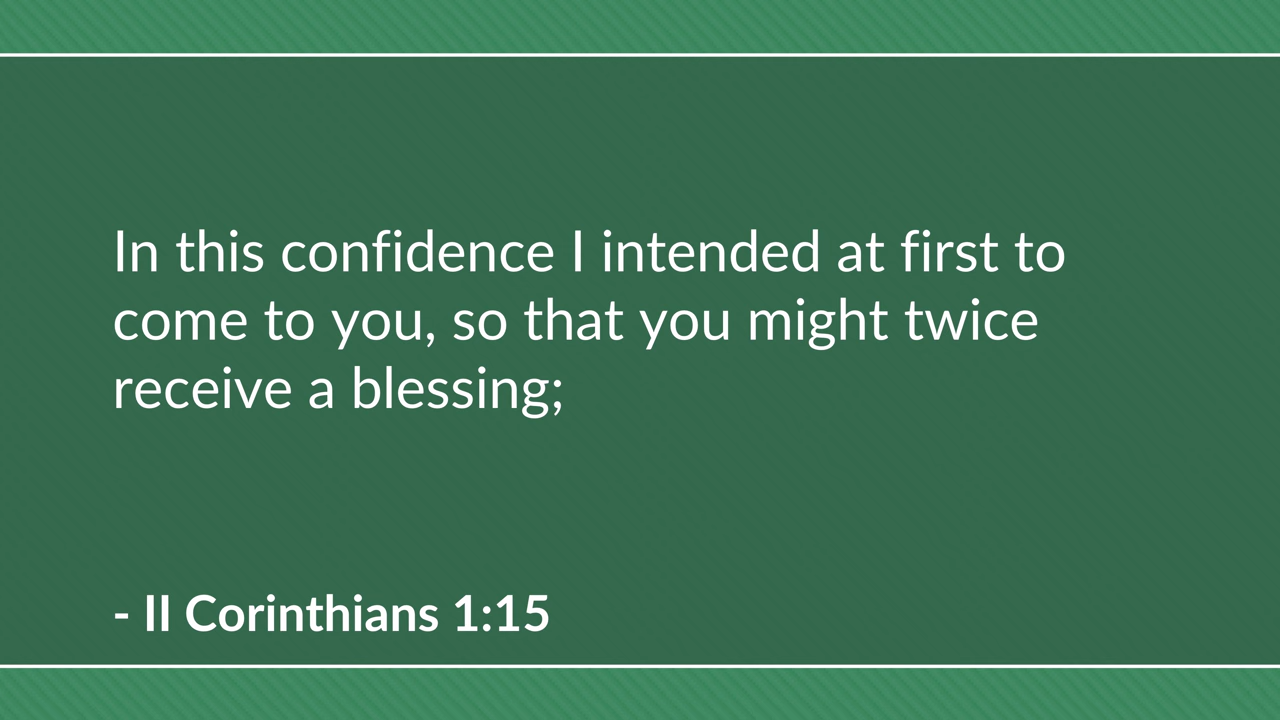 In this confidence I intended at first to
come to you, so that you might twice
receive a blessing;
- II Corinthians 1:15